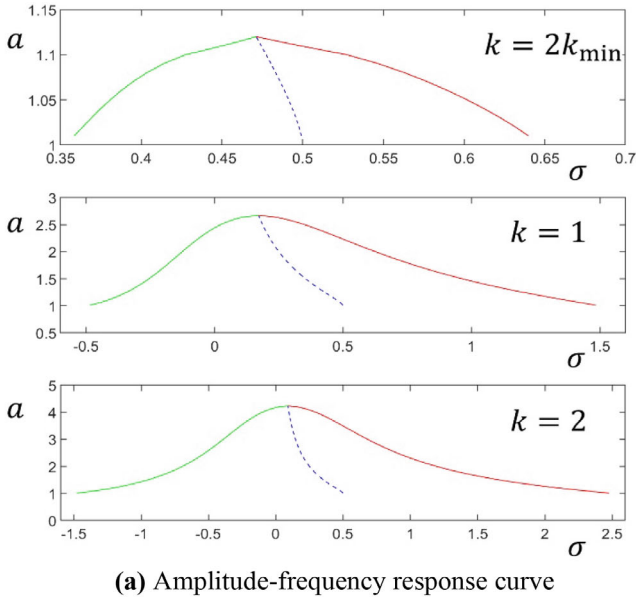 1.15
a
k = 2k_min
1.1
1.05
1
0.35 0.4 0.45 0.5 0.55 0.6 0.65 0.7
σ
3
a
2.5
k = 1
2
1.5
1
0.5
-0.5 0 0.5 1 1.5
σ
5
a
4
k = 2
3
2
1
0
-1.5 -1 -0.5 0 0.5 1 1.5 2 2.5
σ
(a) Amplitude-frequency response curve